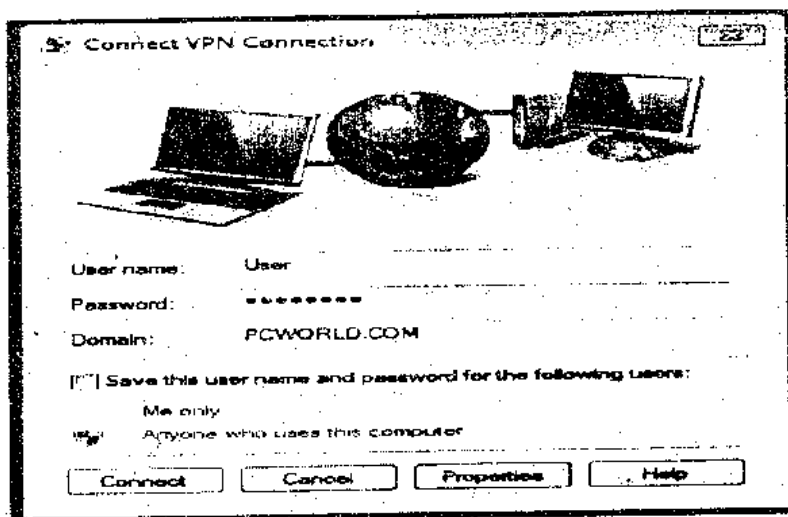 Connect VPN Connection
User name: User
Password: ••••••••
Domain: PCWORLD.COM
Save this user name and password for the following users:
Me only
Anyone who uses this computer
Connect Cancel Properties Help